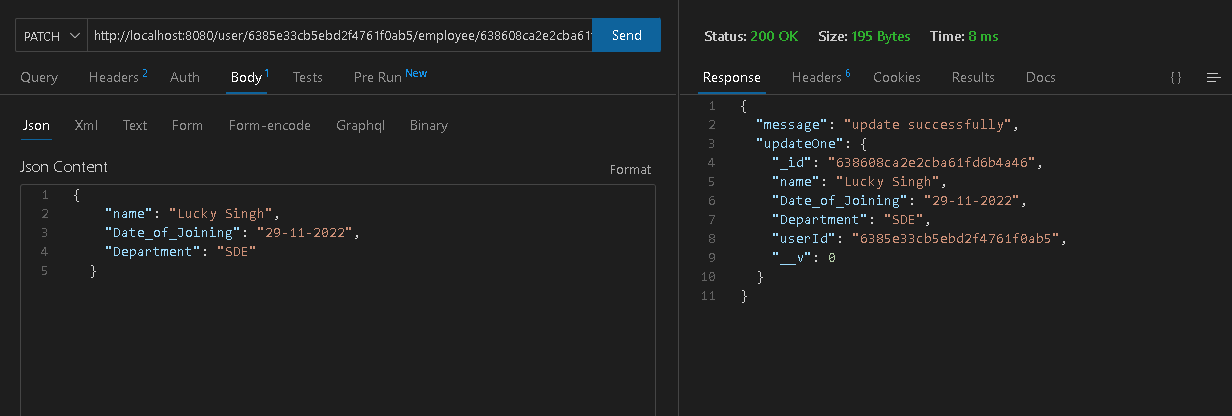 PATCH http://localhost:8080/user/6385e33cb5ebd2f4761f0ab5/employee/638608ca2e2cba61f Send
Query Headers 2 Auth Body 1 Tests Pre Run New
Json Xml Text Form Form-encode Graphql Binary
Json Content Format
1 {
2 "name": "Lucky Singh",
3 "Date_of_Joining": "29-11-2022",
4 "Department": "SDE"
5 }
Status: 200 OK Size: 195 Bytes Time: 8 ms
Response Headers 6 Cookies Results Docs {}
1 {
2 "message": "update successfully",
3 "updateOne": {
4 "_id": "638608ca2e2cba61fd6b4a46",
5 "name": "Lucky Singh",
6 "Date_of_Joining": "29-11-2022",
7 "Department": "SDE",
8 "userId": "6385e33cb5ebd2f4761f0ab5",
9 "__v": 0
10 }
11 }